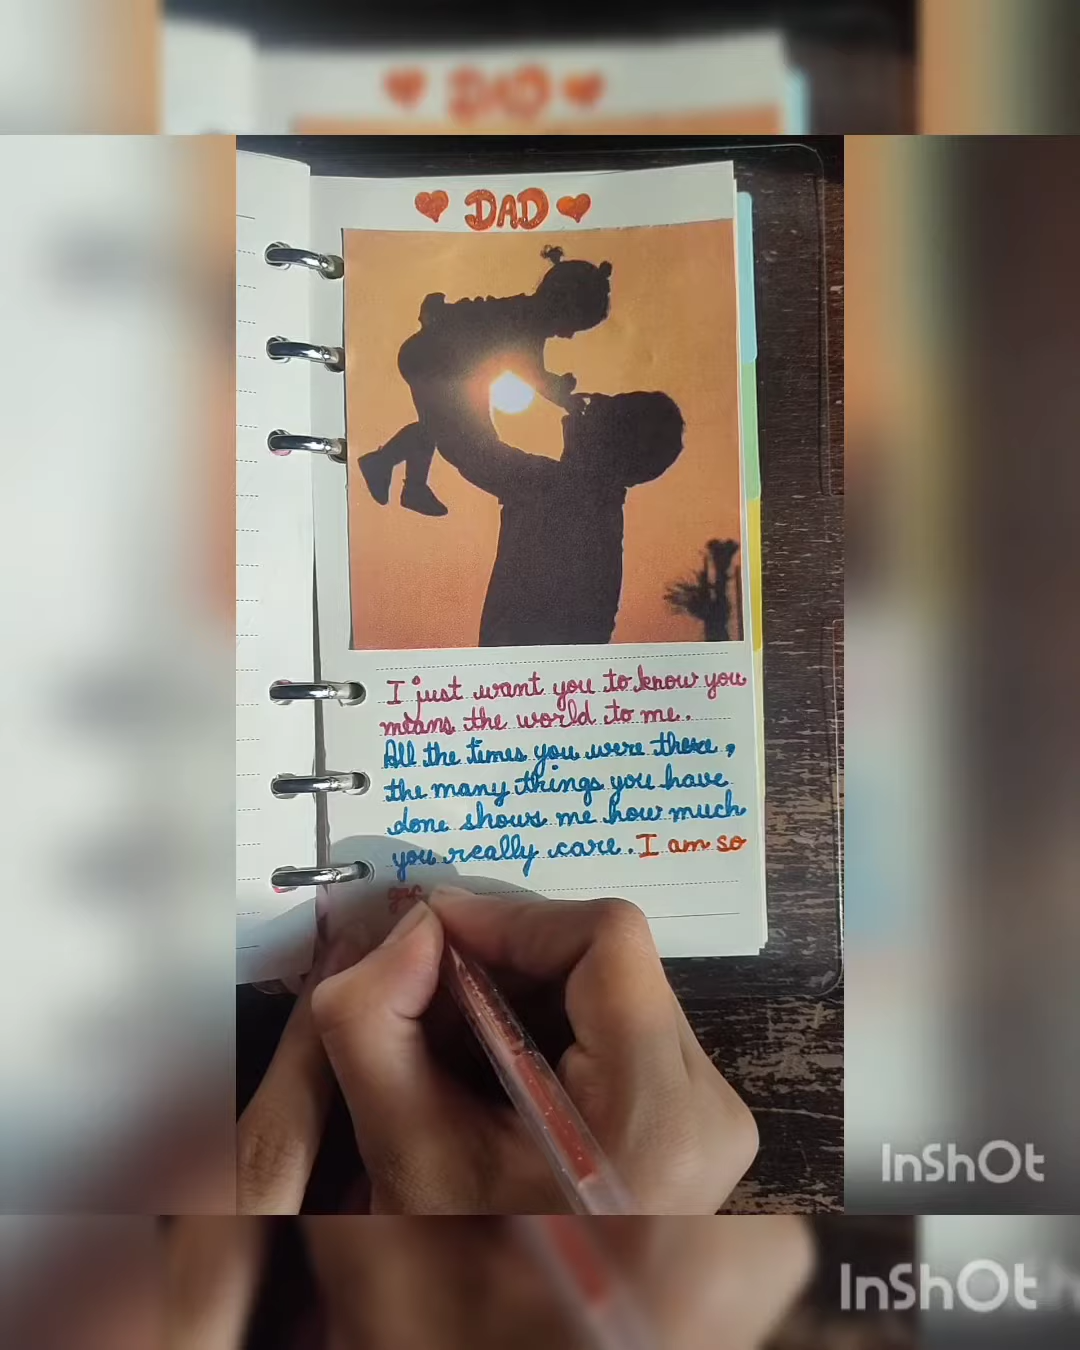 DAD
I just want you to know you
means the world to me.
All the times you were there,
the many things you have
done shows me how much
you really care. I am so
InShOt
InShOt